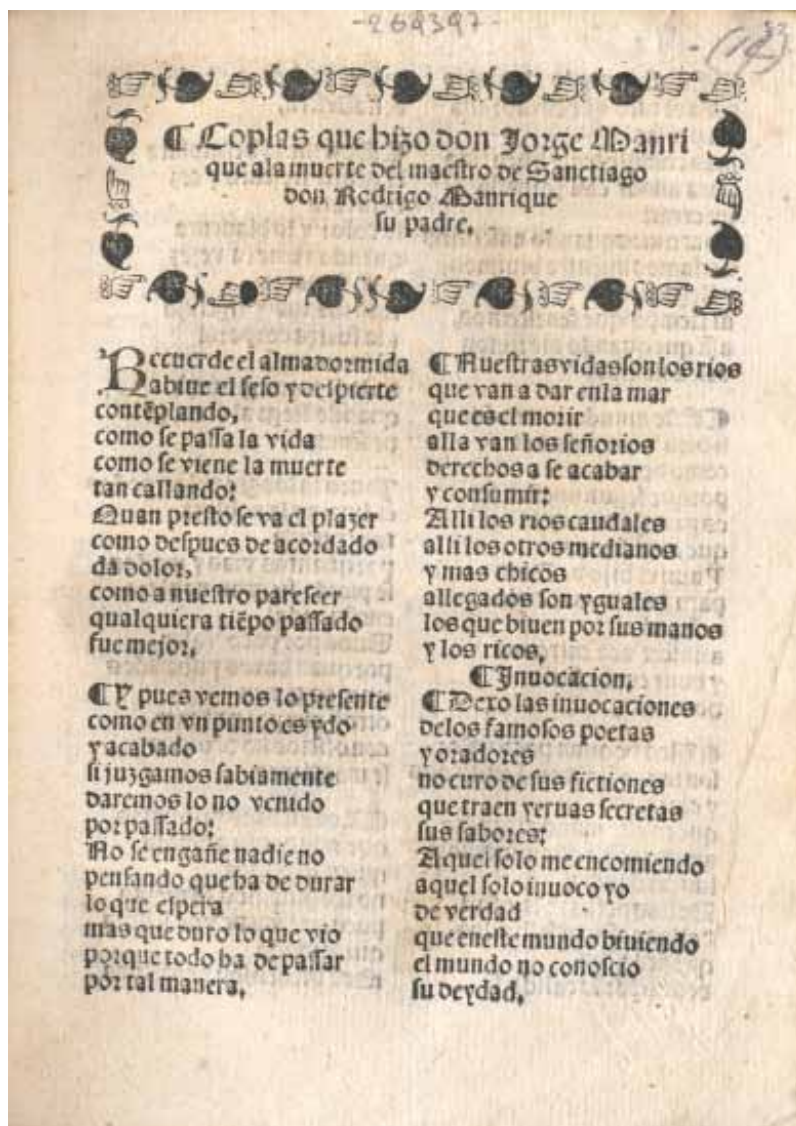 -269397-
¶ Coplas que hizo don Jorge Manri
que ala muerte del maestro de Sanctiago
don Rodrigo Manrique
su padre.
Recuerde el alma dormida
abiue el seso y despierte
contẽplando,
como se passa la vida
como se viene la muerte
tan callando:
Quan presto se va el plazer
como despues de acordado
da dolor,
como a nuestro parescer
qualquiera tiẽpo passado
fue mejor.
¶ Y pues vemos lo presente
como en vn punto es ydo
y acabado
si juzgamos sabiamente
daremos lo no venido
por passado:
No se engañe nadie no
pensando que ha de durar
lo que espera
mas que duro lo que vio
porque todo ha de passar
por tal manera.
¶ Nuestras vidas son los rios
que van a dar enla mar
que es el morir
alla van los señorios
derechos a se acabar
y consumir:
Alli los rios caudales
alli los otros medianos
y mas chicos
allegados son yguales
los que biuen por sus manos
y los ricos.
¶ Inuocacion.
¶ Dexo las inuocaciones
delos famosos poetas
y oradores
no curo de sus fictiones
que traen yeruas secretas
sus sabores:
Aquel solo me encomiendo
aquel solo inuoco yo
de verdad
que eneste mundo biuiendo
el mundo no conoscio
su deydad.